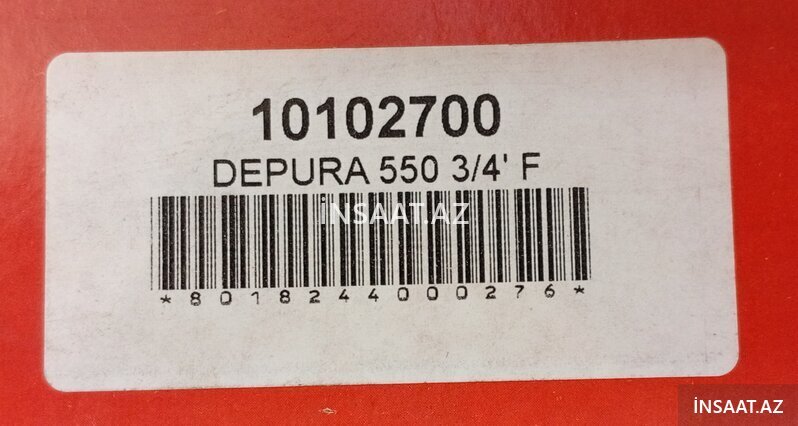 10102700
DEPURA 550 3/4' F
İNSAAT.AZ
*8018244000276*
İNSAAT.AZ